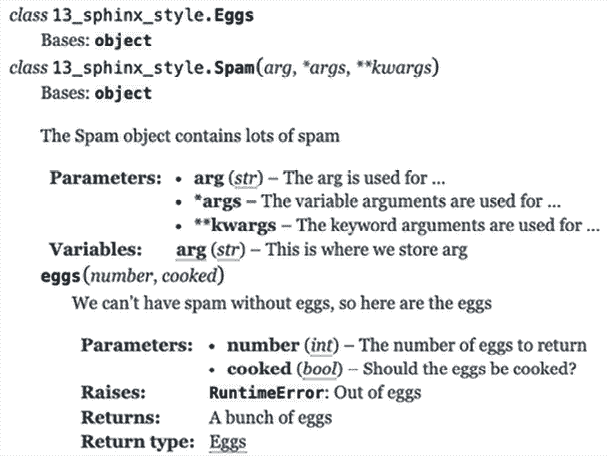 class 13_sphinx_style.Eggs
Bases: object
class 13_sphinx_style.Spam(arg, *args, **kwargs)
Bases: object
The Spam object contains lots of spam
Parameters: • arg (str) – The arg is used for ...
• *args – The variable arguments are used for ...
• **kwargs – The keyword arguments are used for ...
Variables: arg (str) – This is where we store arg
eggs(number, cooked)
We can't have spam without eggs, so here are the eggs
Parameters: • number (int) – The number of eggs to return
• cooked (bool) – Should the eggs be cooked?
Raises: RuntimeError: Out of eggs
Returns: A bunch of eggs
Return type: Eggs